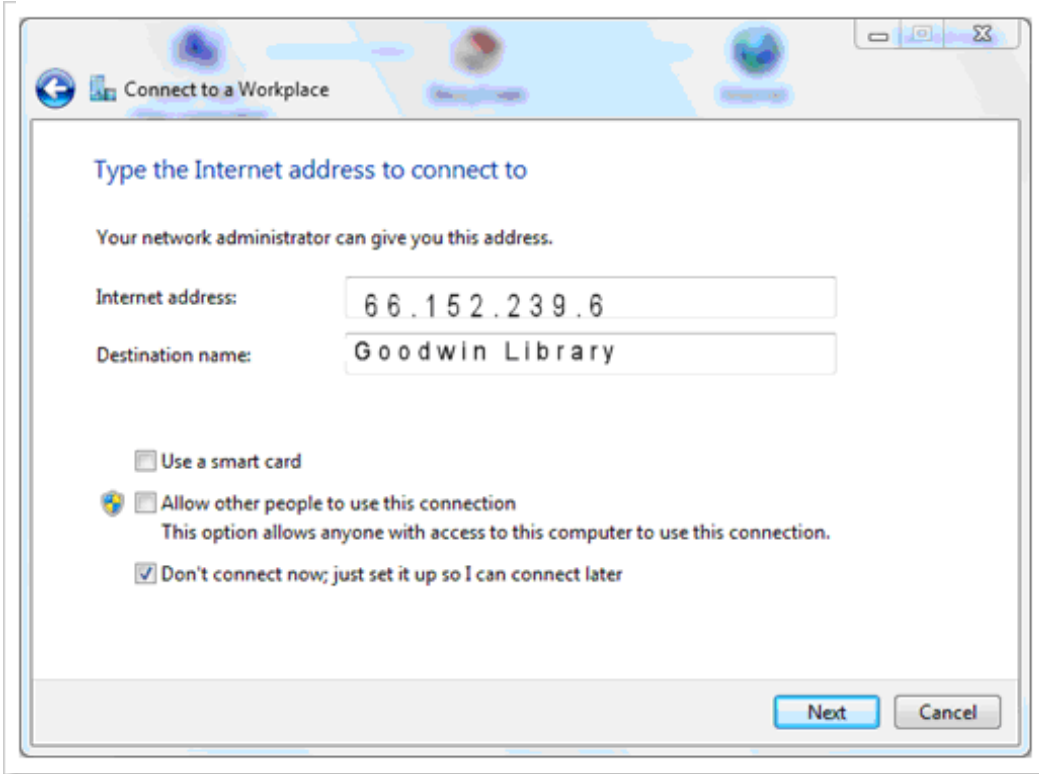 Connect to a Workplace
Type the Internet address to connect to
Your network administrator can give you this address.
Internet address: 66.152.239.6
Destination name: Goodwin Library
Use a smart card
Allow other people to use this connection
This option allows anyone with access to this computer to use this connection.
Don't connect now; just set it up so I can connect later
Next Cancel